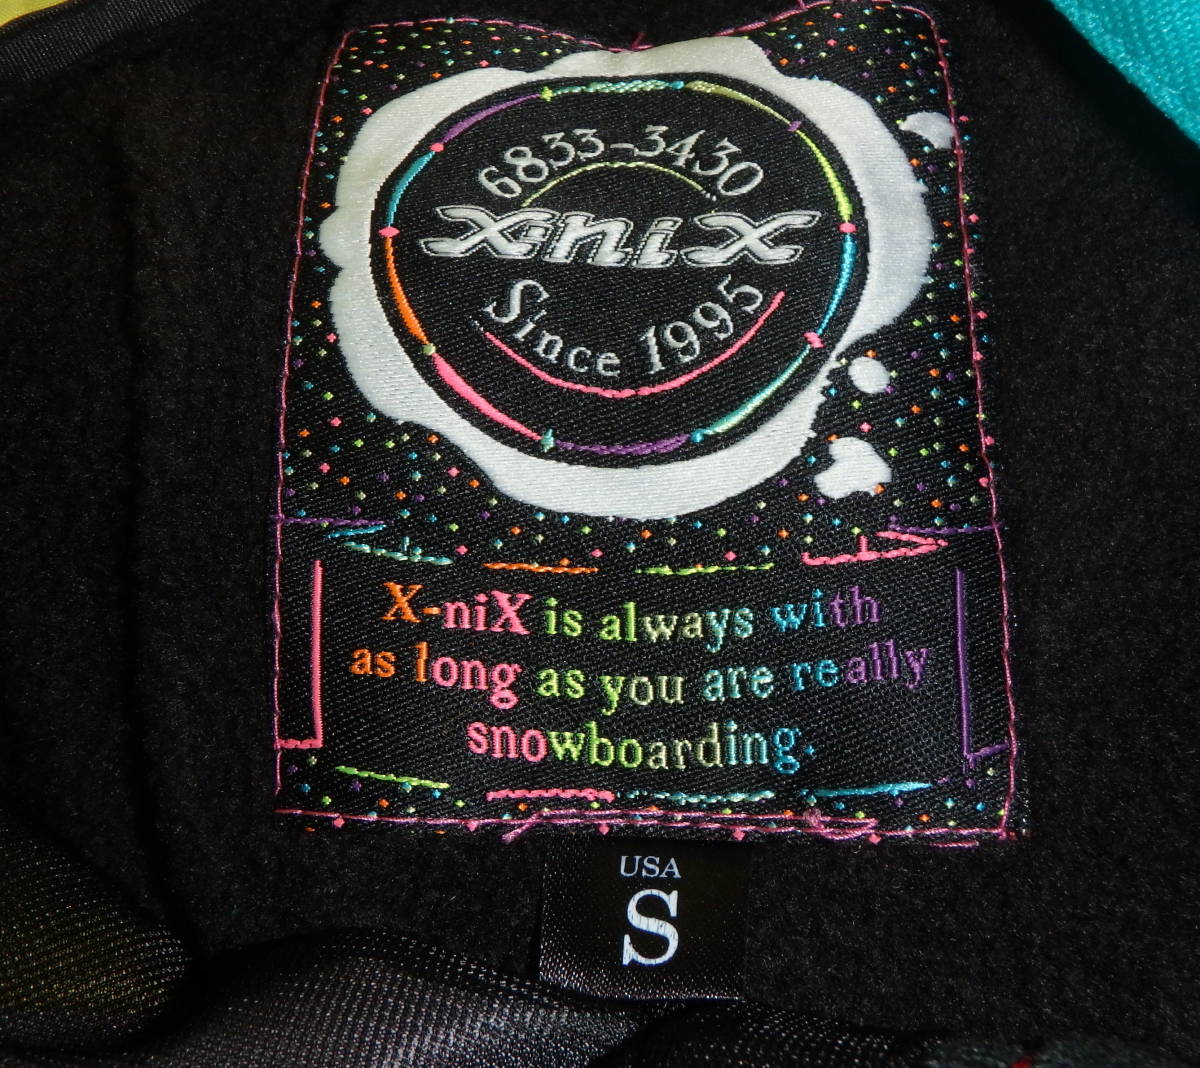 6833-3430
X-niX
Since 1995
X-niX is always with
as long as you are really
snowboarding.
USA
S